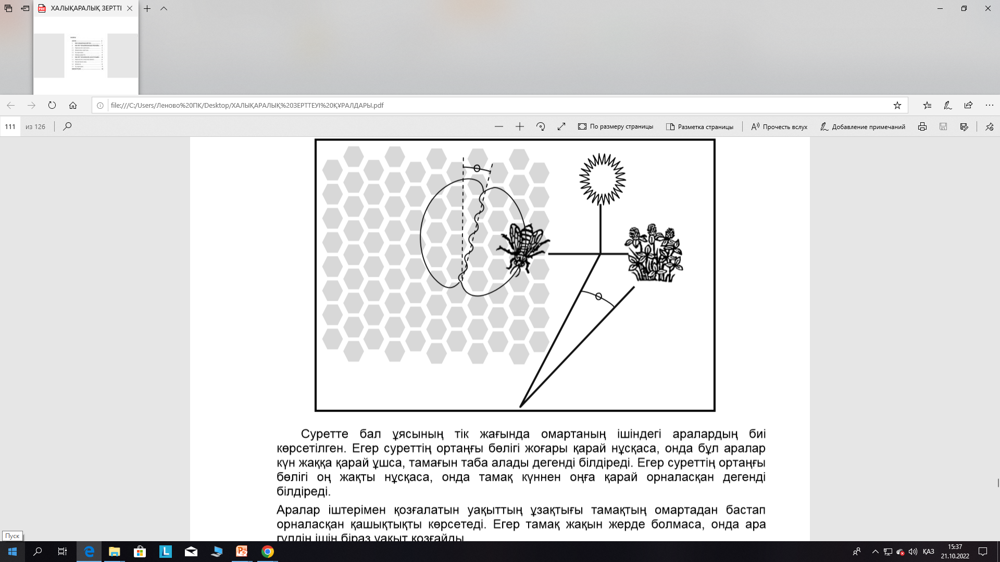 ХАЛЫҚАРАЛЫҚ ЗЕРТТЕ
file:///C:/Users/Леново%20ПК/Desktop/ХАЛЫҚАРАЛЫҚ%20ЗЕРТТЕУІ%20ҚҰРАЛДАРЫ.pdf
111 из 126
По размеру страницы
Разметка страницы
Прочесть вслух
Добавление примечаний
Суретте бал ұясының тік жағында омартаның ішіндегі аралардың биі
көрсетілген. Егер суреттің ортаңғы бөлігі жоғары қарай нұсқаса, онда бұл аралар
күн жаққа қарай ұшса, тамағын таба алады дегенді білдіреді. Егер суреттің ортаңғы
бөлігі оң жақты нұсқаса, онда тамақ күннен оңға қарай орналасқан дегенді
білдіреді.
Аралар іштерімен қозғалатын уақыттың ұзақтығы тамақтың омартадан бастап
орналасқан қашықтықты көрсетеді. Егер тамақ жақын жерде болмаса, онда ара
гүлдің ішін біраз уақыт қозғайды
Пуск
ҚАЗ
15:37
21.10.2022